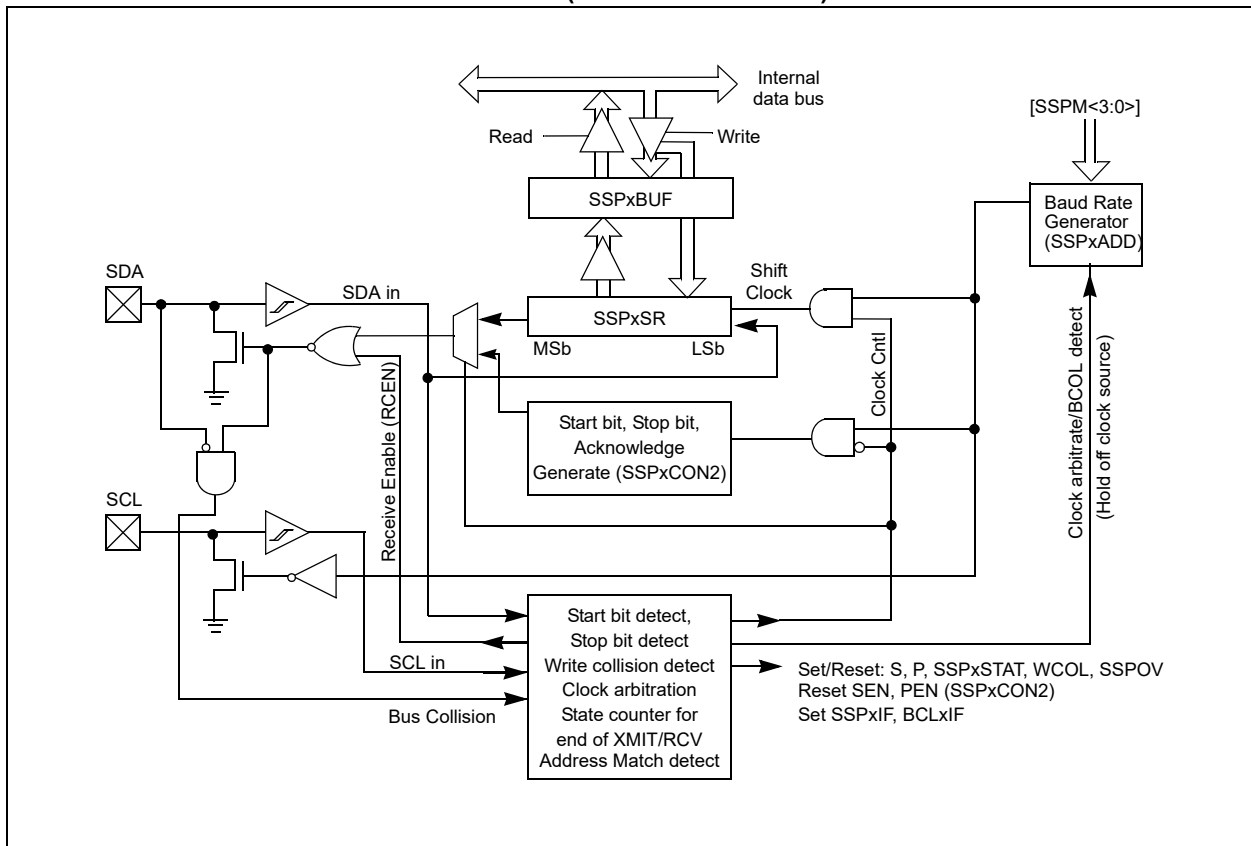 Internal
data bus
[SSPM<3:0>]
Read
Write
SSPxBUF
Baud Rate
Generator
(SSPxADD)
SDA
Shift
Clock
SDA in
SSPxSR
MSb
LSb
Clock Cntl
Receive Enable (RCEN)
Start bit, Stop bit,
Acknowledge
Generate (SSPxCON2)
Clock arbitrate/BCOL detect
(Hold off clock source)
SCL
Start bit detect,
Stop bit detect
Write collision detect
Clock arbitration
State counter for
end of XMIT/RCV
Address Match detect
SCL in
Bus Collision
Set/Reset: S, P, SSPxSTAT, WCOL, SSPOV
Reset SEN, PEN (SSPxCON2)
Set SSPxIF, BCLxIF